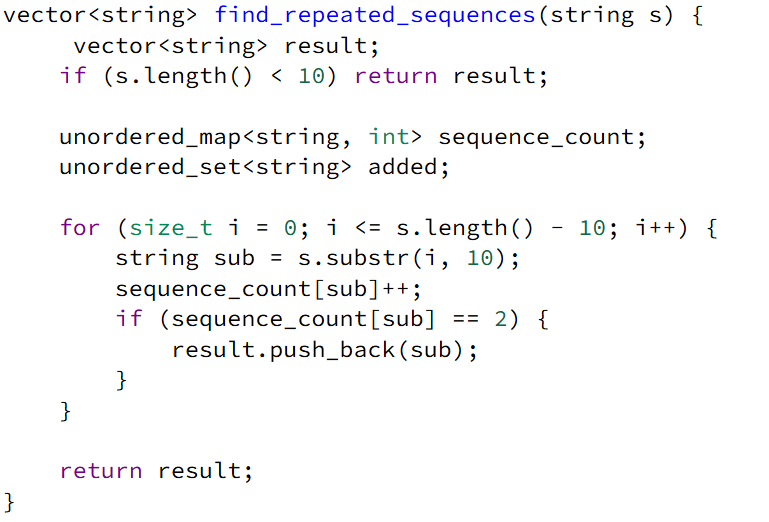 vector<string> find_repeated_sequences(string s) {
     vector<string> result;
    if (s.length() < 10) return result;

    unordered_map<string, int> sequence_count;
    unordered_set<string> added;

    for (size_t i = 0; i <= s.length() - 10; i++) {
        string sub = s.substr(i, 10);
        sequence_count[sub]++;
        if (sequence_count[sub] == 2) {
            result.push_back(sub);
        }
    }

    return result;
}